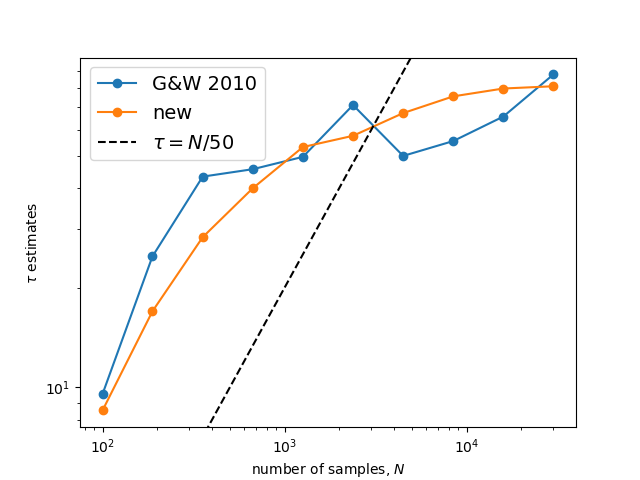 G&W 2010
new
τ = N/50
τ estimates
10¹
10² 10³ 10⁴
number of samples, N